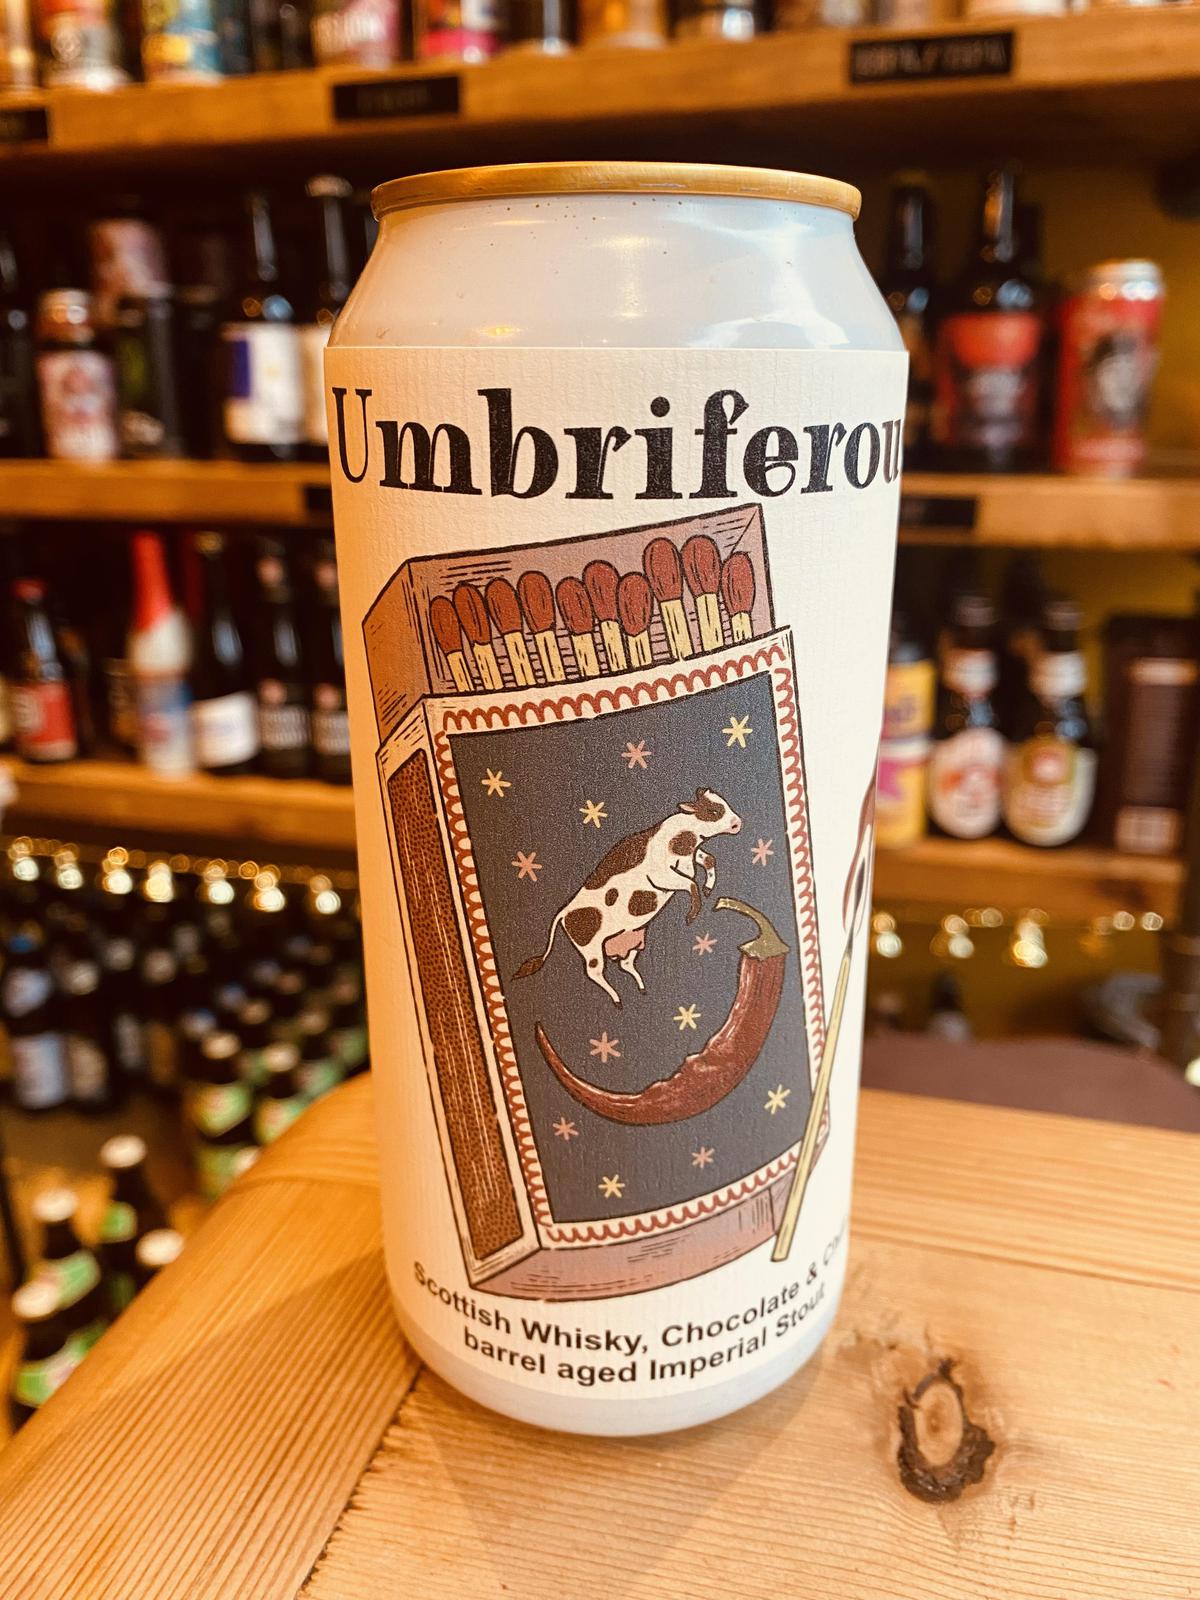 Umbriferou
Scottish Whisky, Chocolate &
barrel aged Imperial Stout